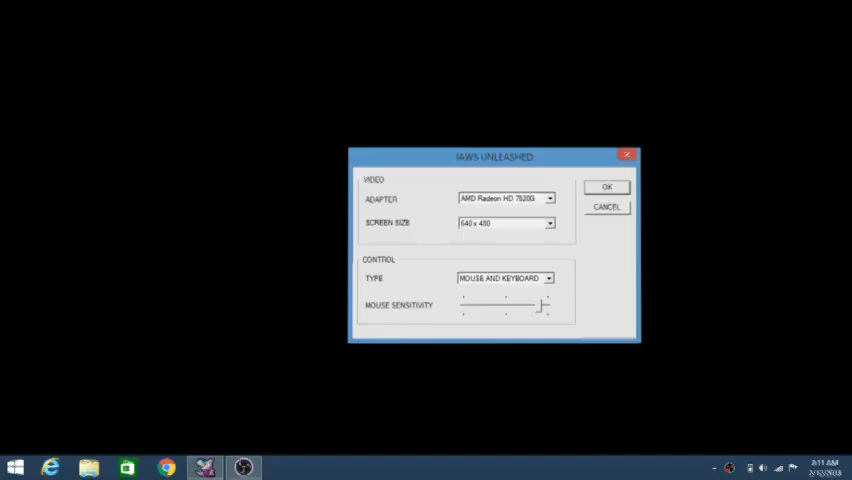 JAWS UNLEASHED
VIDEO
ADAPTER
AMD Radeon HD 7520G
OK
SCREEN SIZE
640 x 480
CANCEL
CONTROL
TYPE
MOUSE AND KEYBOARD
MOUSE SENSITIVITY
8:11 AM